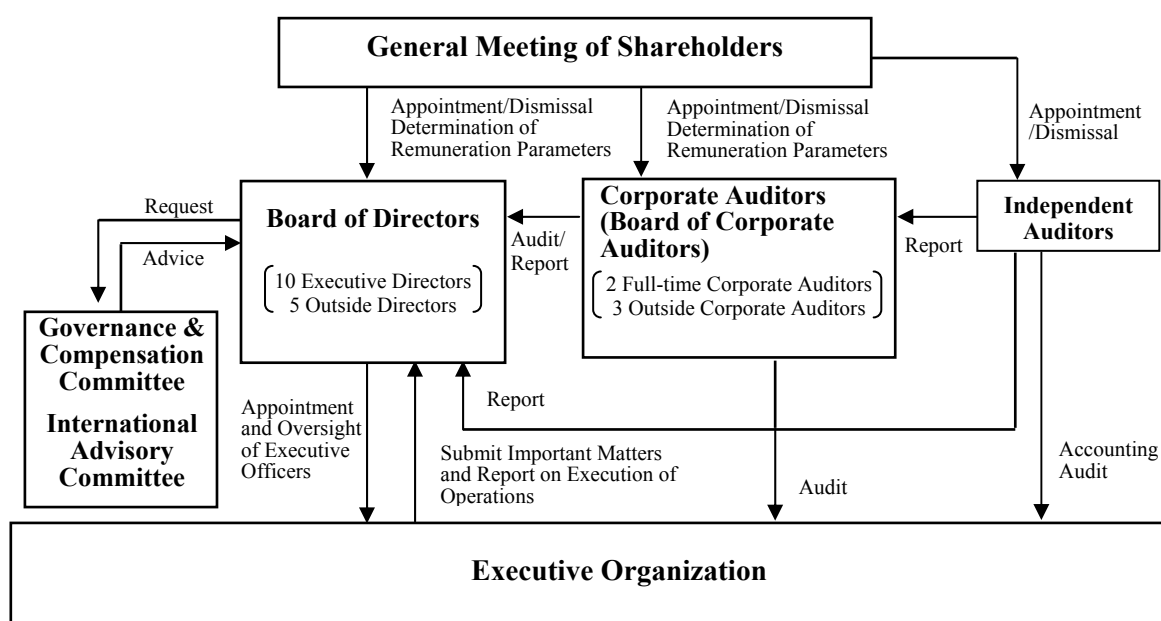 General Meeting of Shareholders
Appointment/Dismissal
Determination of
Remuneration Parameters
Appointment/Dismissal
Determination of
Remuneration Parameters
Appointment
/Dismissal
Request
Advice
Board of Directors
10 Executive Directors
5 Outside Directors
Audit/
Report
Corporate Auditors
(Board of Corporate
Auditors)
2 Full-time Corporate Auditors
3 Outside Corporate Auditors
Report
Independent
Auditors
Governance &
Compensation
Committee
International
Advisory
Committee
Appointment
and Oversight
of Executive
Officers
Report
Submit Important Matters
and Report on Execution of
Operations
Audit
Accounting
Audit
Executive Organization